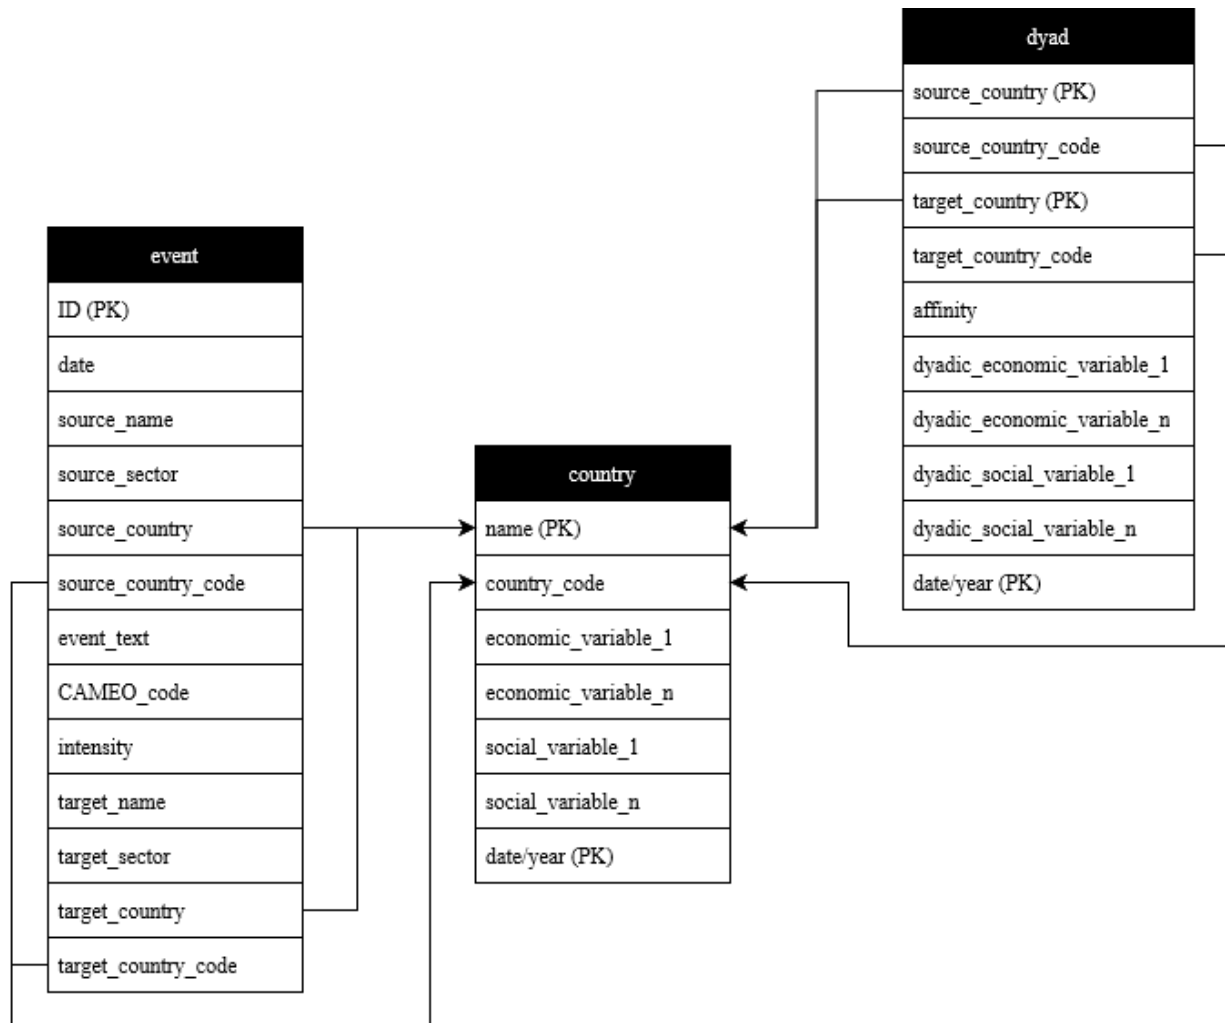 dyad
source_country (PK)
source_country_code
target_country (PK)
target_country_code
affinity
dyadic_economic_variable_1
dyadic_economic_variable_n
dyadic_social_variable_1
dyadic_social_variable_n
date/year (PK)
event
ID (PK)
date
source_name
source_sector
source_country
source_country_code
event_text
CAMEO_code
intensity
target_name
target_sector
target_country
target_country_code
country
name (PK)
country_code
economic_variable_1
economic_variable_n
social_variable_1
social_variable_n
date/year (PK)